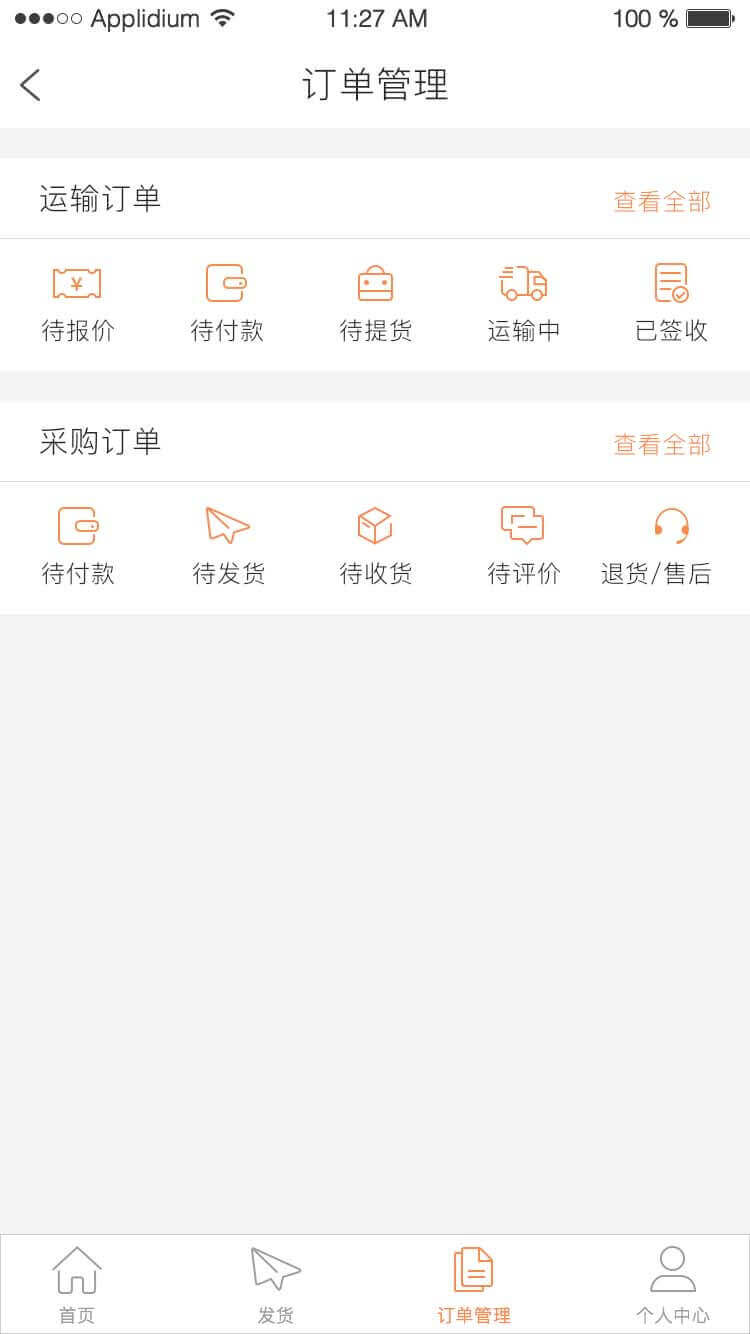 Applidium 11:27 AM 100 %
订单管理
运输订单 查看全部
¥
待报价 待付款 待提货 运输中 已签收
采购订单 查看全部
待付款 待发货 待收货 待评价 退货/售后
首页 发货 订单管理 个人中心